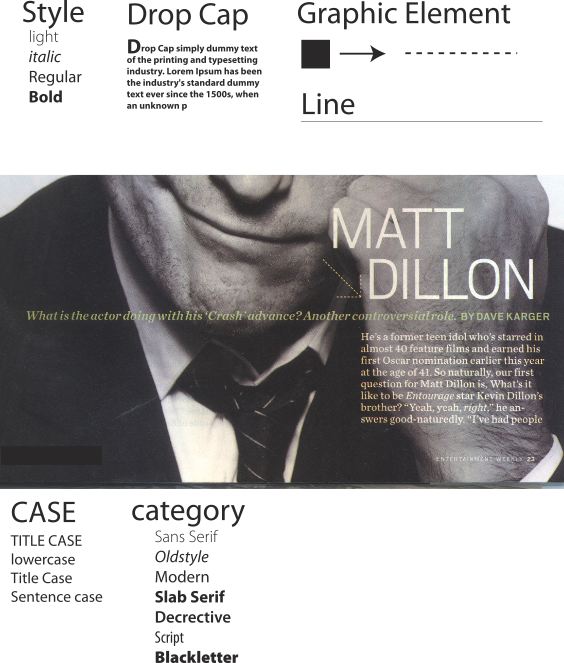 Style
light
italic
Regular
Bold
Drop Cap
Drop Cap simply dummy text
of the printing and typesetting
industry. Lorem Ipsum has been
the industry's standard dummy
text ever since the 1500s, when
an unknown p
Graphic Element
Line
MATT
DILLON
What is the actor doing with his ‘Crash’ advance? Another controversial role. BY DAVE KARGER
He's a former teen idol who's starred in
almost 40 feature films and earned his
first Oscar nomination earlier this year
at the age of 41. So naturally, our first
question for Matt Dillon is, What's it
like to be Entourage star Kevin Dillon's
brother? “Yeah, yeah, right,” he an-
swers good-naturedly. “I've had people
ENTERTAINMENT WEEKLY 23
CASE
TITLE CASE
lowercase
Title Case
Sentence case
category
Sans Serif
Oldstyle
Modern
Slab Serif
Decrective
Script
Blackletter